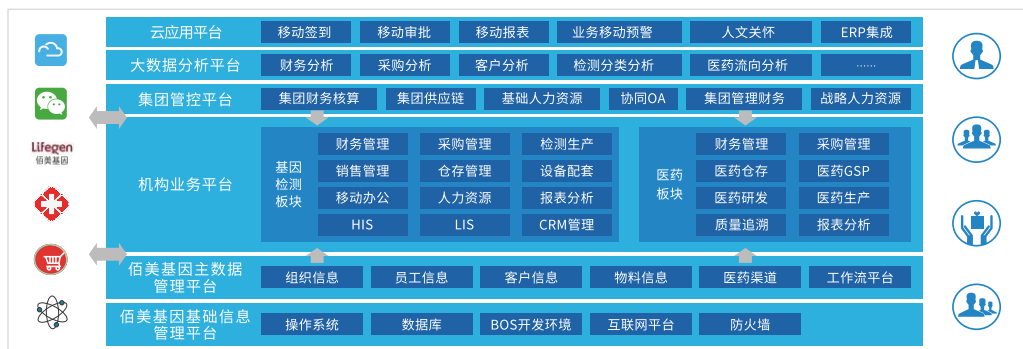 云应用平台
移动签到
移动审批
移动报表
业务移动预警
人文关怀
ERP集成
大数据分析平台
财务分析
采购分析
客户分析
检测分类分析
医药流向分析
......
集团管控平台
集团财务核算
集团供应链
基础人力资源
协同OA
集团管理财务
战略人力资源
Lifegen
佰美基因
机构业务平台
基因
检测
板块
财务管理
采购管理
检测生产
销售管理
仓存管理
设备配套
移动办公
人力资源
报表分析
HIS
LIS
CRM管理
医药
板块
财务管理
采购管理
医药仓存
医药GSP
医药研发
医药生产
质量追溯
报表分析
佰美基因主数据
管理平台
组织信息
员工信息
客户信息
物料信息
医药渠道
工作流平台
佰美基因基础信息
管理平台
操作系统
数据库
BOS开发环境
互联网平台
防火墙